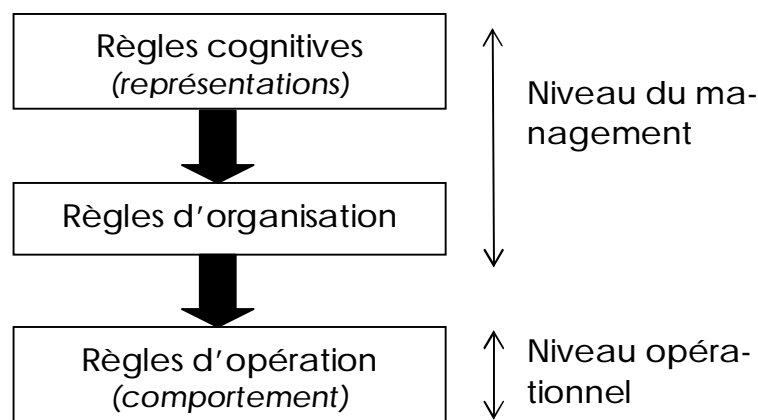 Règles cognitives
(représentations)
Niveau du ma-
nagement
Règles d'organisation
Règles d'opération
(comportement)
Niveau opéra-
tionnel